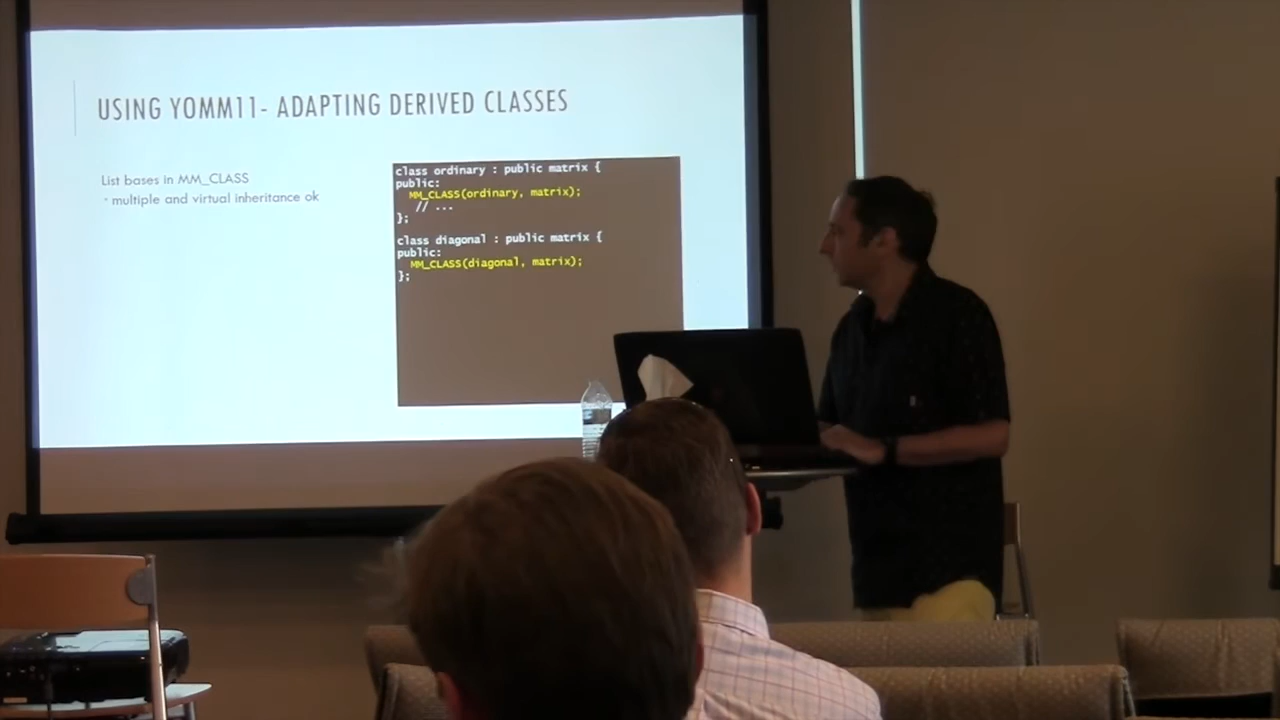 USING YOMM11- ADAPTING DERIVED CLASSES
List bases in MM_CLASS
• multiple and virtual inheritance ok
class ordinary : public matrix {
public:
MM_CLASS(ordinary, matrix);
// ...
};
class diagonal : public matrix {
public:
MM_CLASS(diagonal, matrix);
};